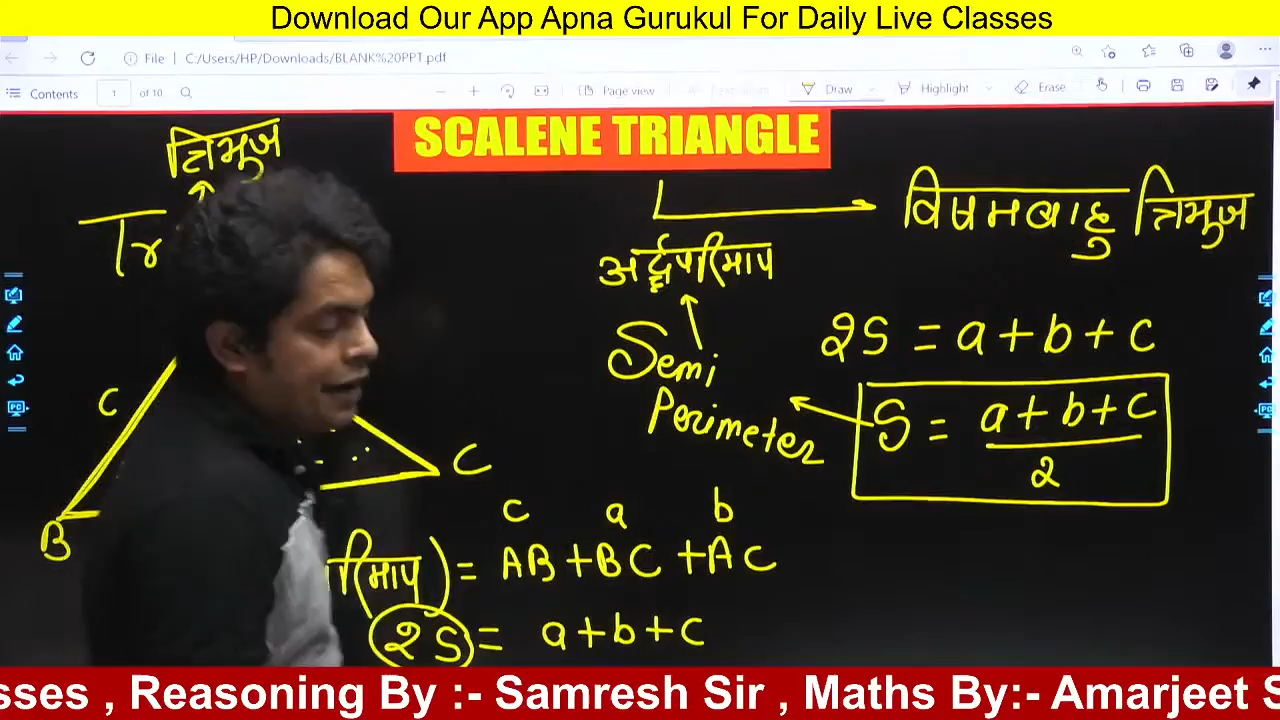 Download Our App Apna Gurukul For Daily Live Classes
File C:/Users/HP/Downloads/BLANK%20PPT.pdf
Contents 1 of 10 Page view Draw Highlight Erase
SCALENE TRIANGLE
त्रिभुज
Tr
विषमबाहु त्रिभुज
अर्द्धपरिमाप
Semi
Perimeter
2S = a+b+c
S = a+b+c
2
C
B
C
c a b
रिमाप) = AB + BC + AC
2S = a+b+c
sses , Reasoning By :- Samresh Sir , Maths By:- Amarjeet S